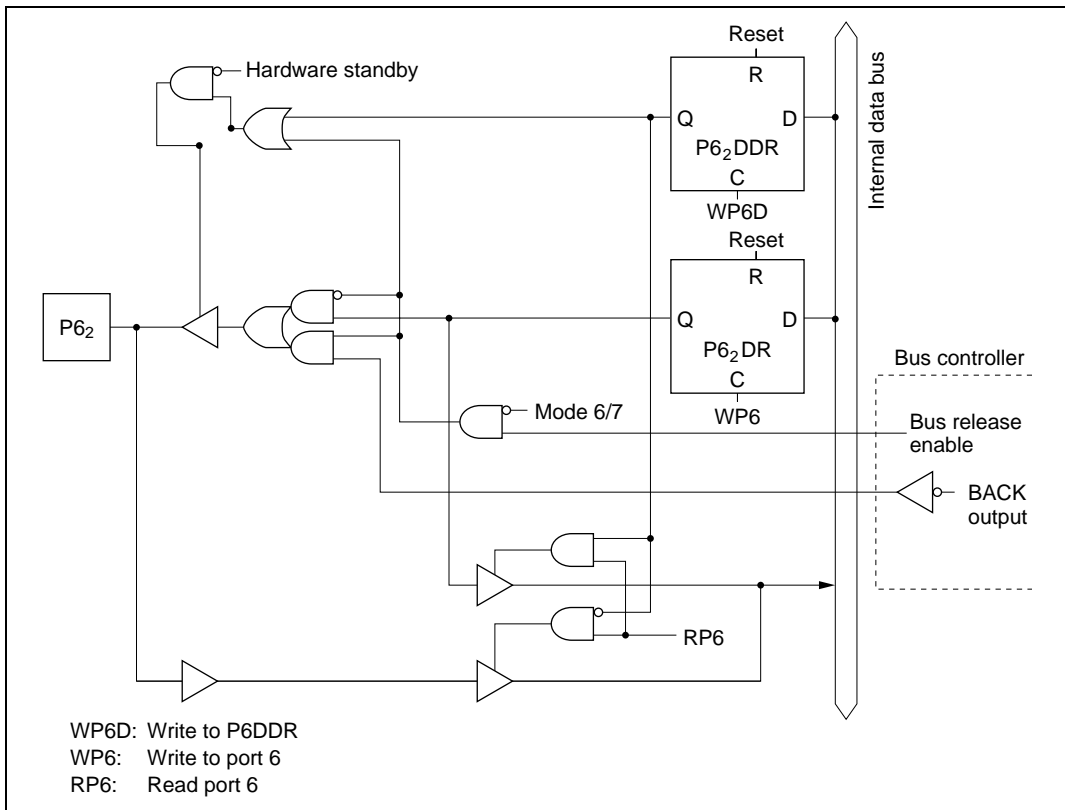 Reset
Hardware standby
R
Q
D
P6₂DDR
C
WP6D
Internal data bus
Reset
R
P6₂
Q
D
P6₂DR
C
WP6
Bus controller
Mode 6/7
Bus release
enable
BACK
output
RP6
WP6D: Write to P6DDR
WP6: Write to port 6
RP6: Read port 6